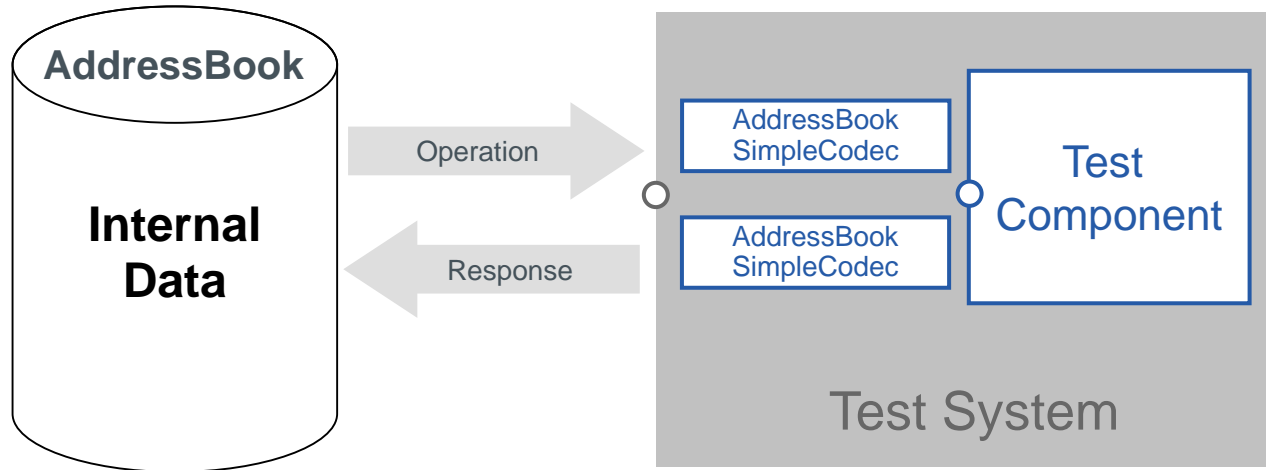 AddressBook
Internal
Data
Operation
Response
AddressBook
SimpleCodec
AddressBook
SimpleCodec
Test
Component
Test System